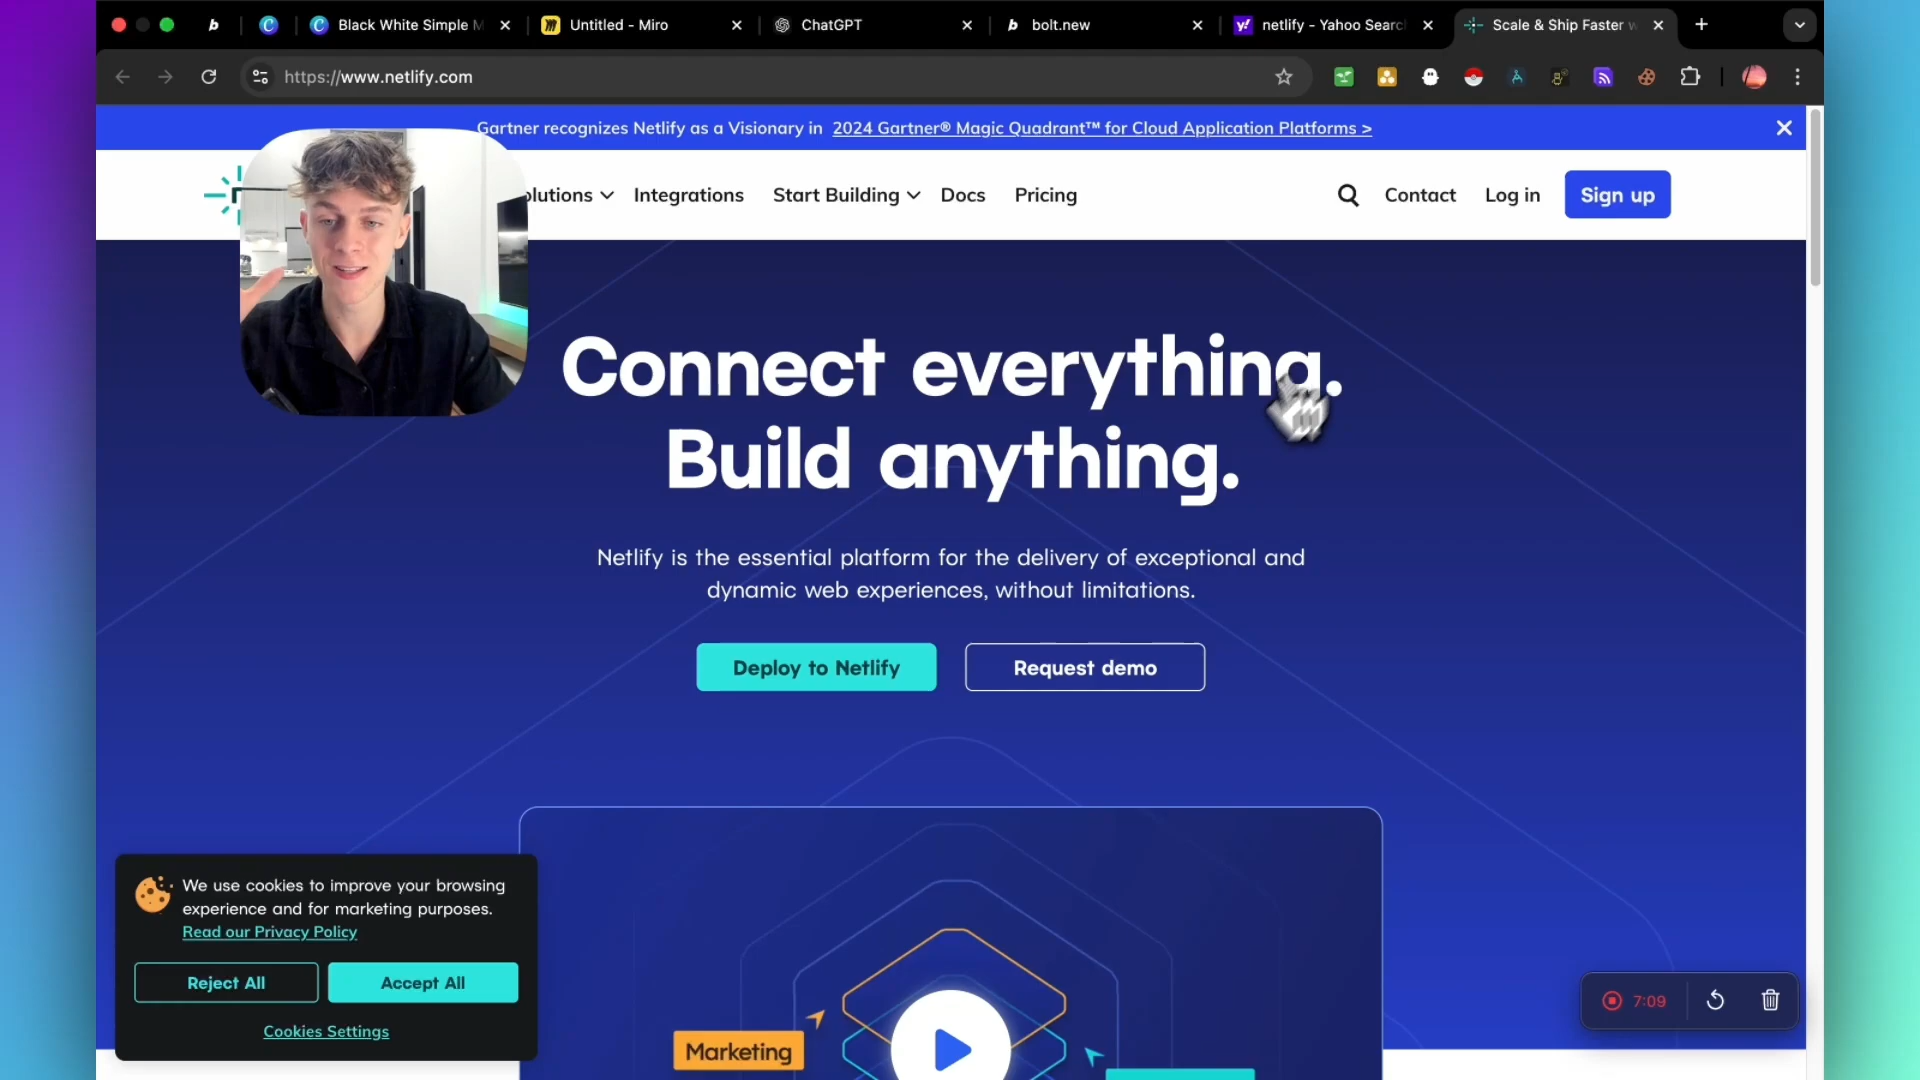 Black White Simple M
Untitled - Miro
ChatGPT
bolt.new
netlify - Yahoo Searc
Scale & Ship Faster w
https://www.netlify.com
Gartner recognizes Netlify as a Visionary in 2024 Gartner® Magic Quadrant™ for Cloud Application Platforms >
olutions
Integrations
Start Building
Docs
Pricing
Contact
Log in
Sign up
Connect everything.
Build anything.
Netlify is the essential platform for the delivery of exceptional and
dynamic web experiences, without limitations.
Deploy to Netlify
Request demo
We use cookies to improve your browsing
experience and for marketing purposes.
Read our Privacy Policy
Reject All
Accept All
Cookies Settings
Marketing
7:09